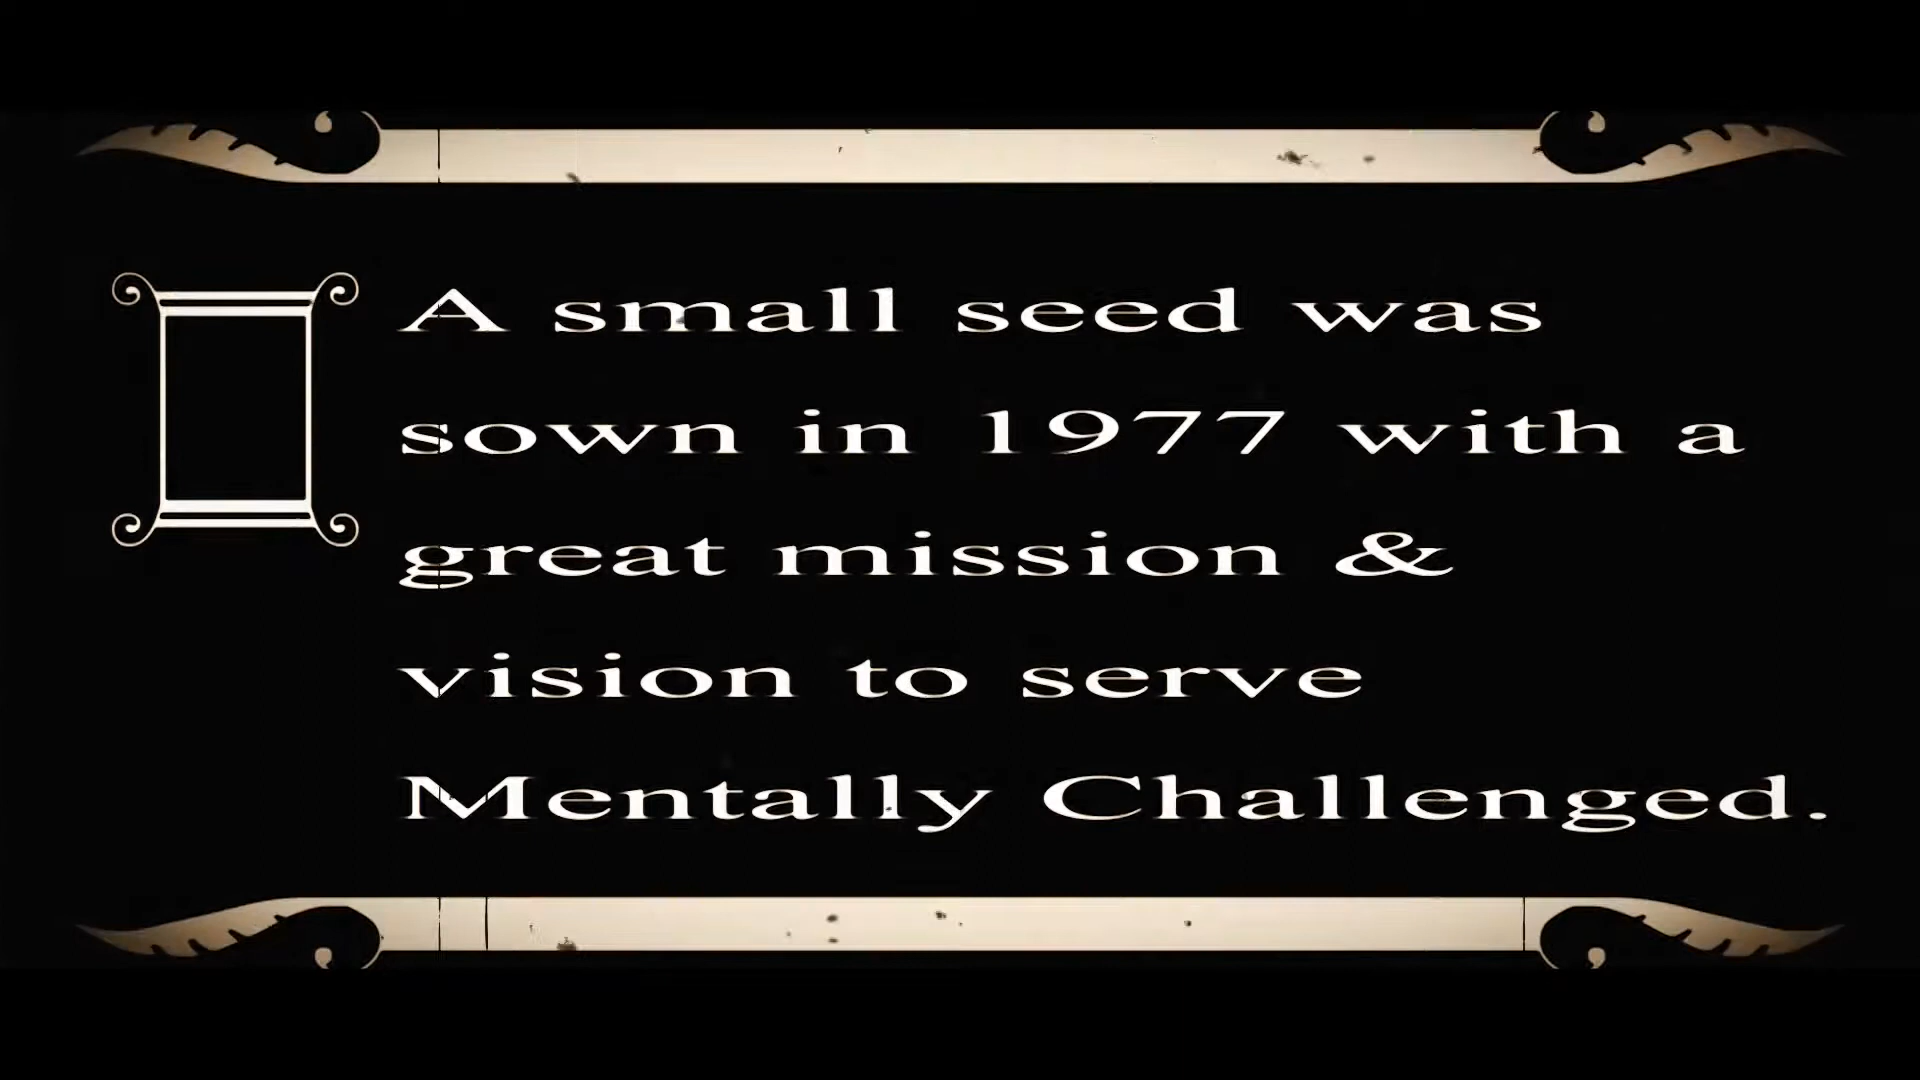 A small seed was
sown in 1977 with a
great mission &
vision to serve
Mentally Challenged.